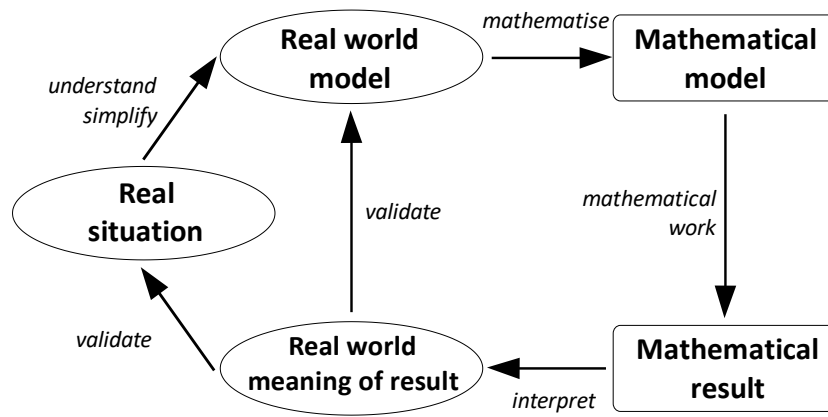 Real world
model
mathematise
Mathematical
model
understand
simplify
Real
situation
validate
mathematical
work
validate
Real world
meaning of result
interpret
Mathematical
result